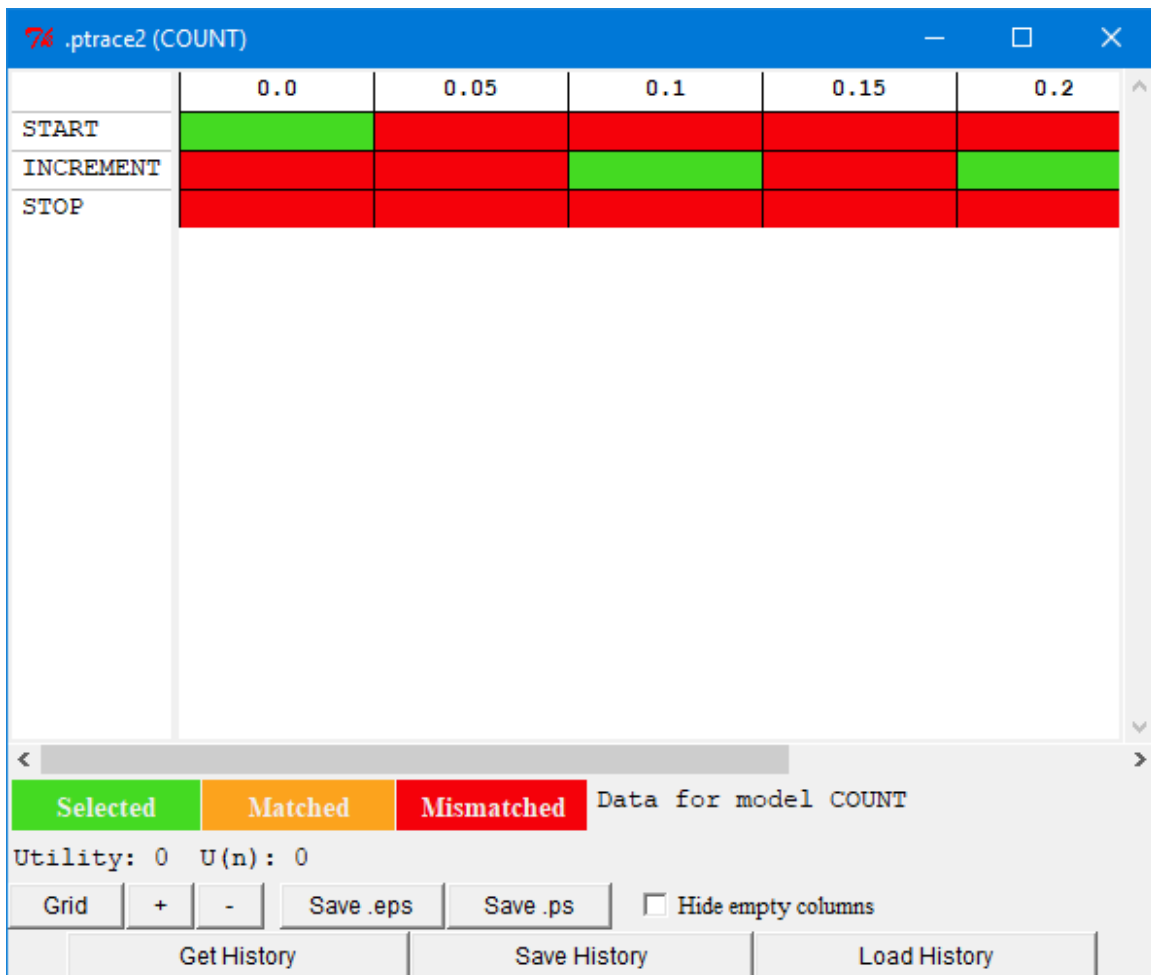 .ptrace2 (COUNT)
0.0 0.05 0.1 0.15 0.2
START
INCREMENT
STOP
Selected Matched Mismatched Data for model COUNT
Utility: 0 U(n): 0
Grid + - Save .eps Save .ps Hide empty columns
Get History Save History Load History